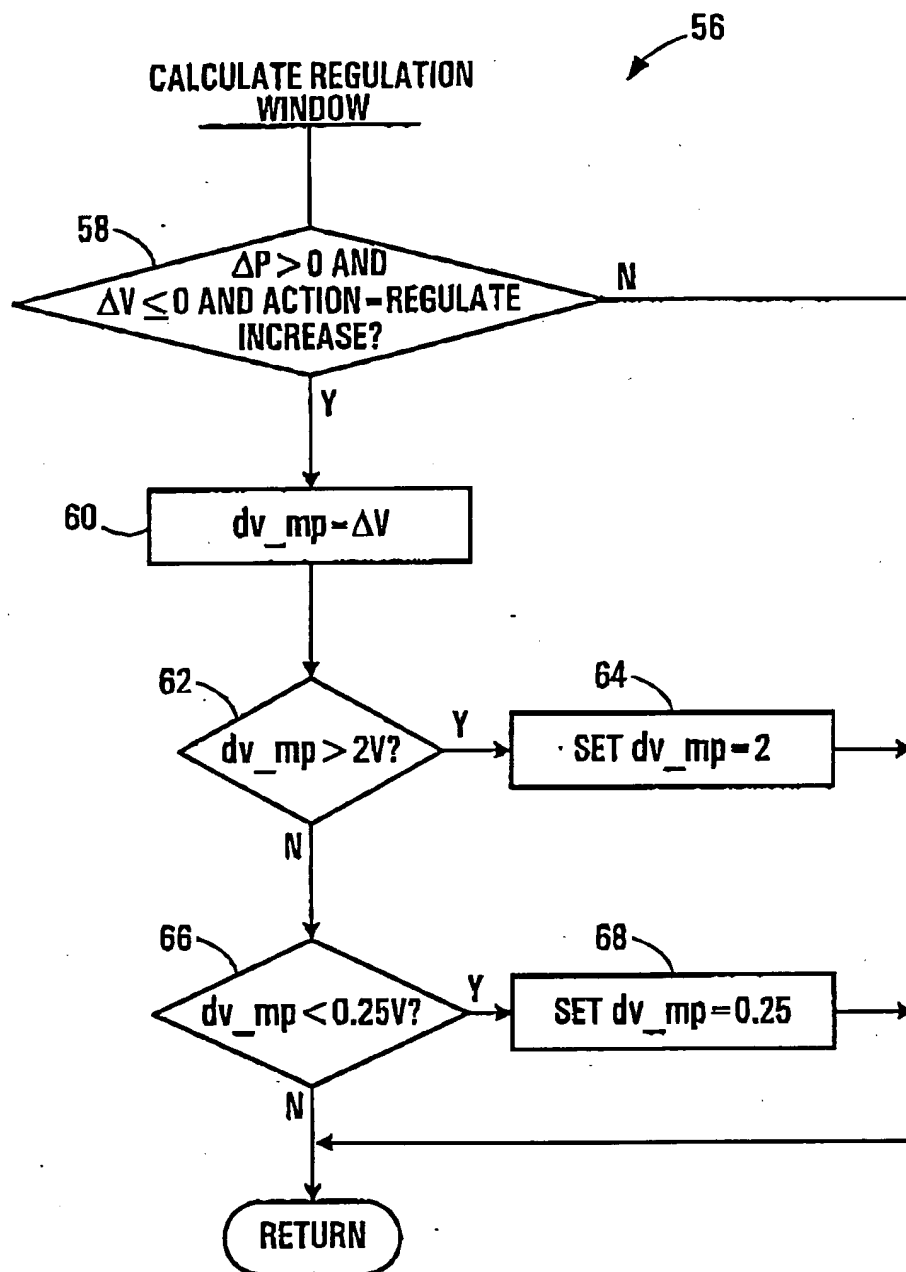 56
CALCULATE REGULATION
WINDOW
58
ΔP > 0 AND
ΔV ≤ 0 AND ACTION = REGULATE
INCREASE?
N
Y
60
dv_mp = ΔV
62
dv_mp > 2V?
Y
64
SET dv_mp = 2
N
66
dv_mp < 0.25V?
Y
68
SET dv_mp = 0.25
N
RETURN